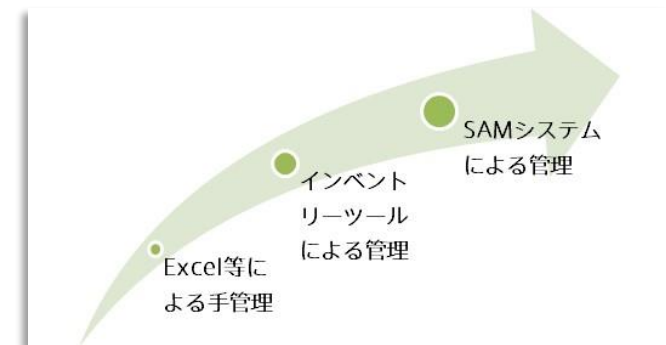 SAMシステム
による管理
インベント
リーツール
による管理
Excel等に
よる手管理